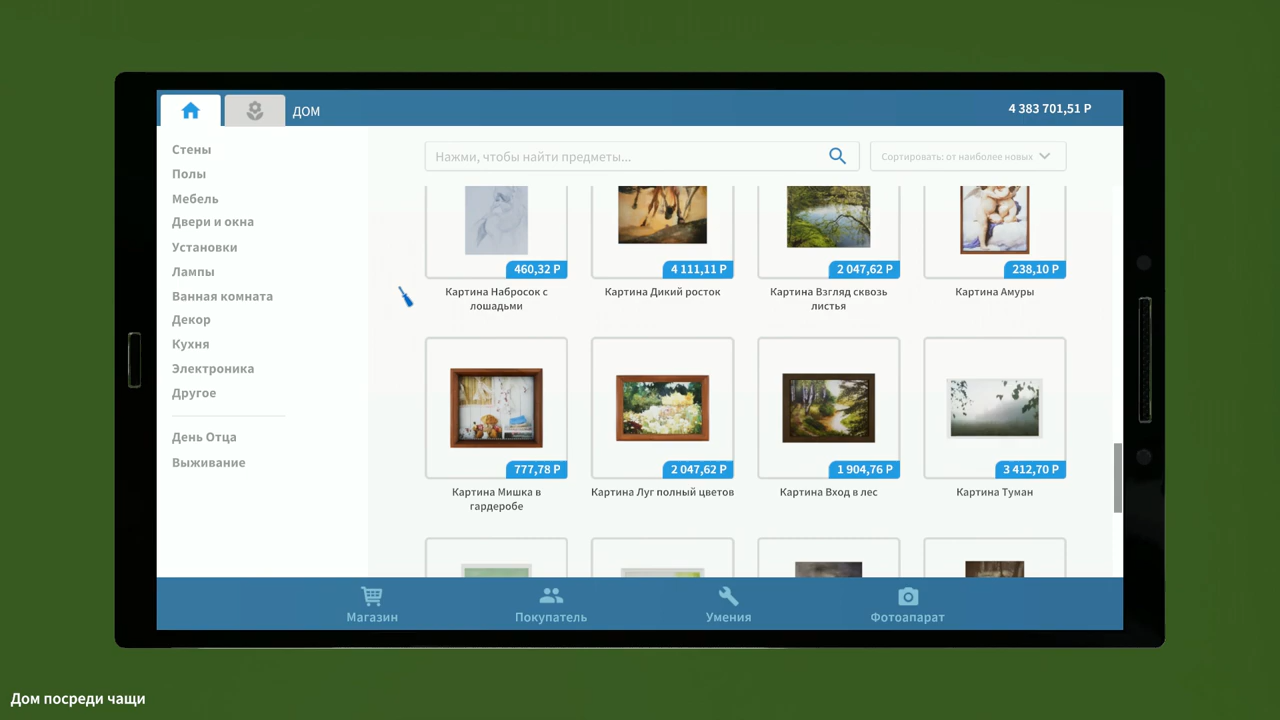 ДОМ
4 383 701,51 Р
Стены
Полы
Мебель
Двери и окна
Установки
Лампы
Ванная комната
Декор
Кухня
Электроника
Другое
День Отца
Выживание
Нажми, чтобы найти предметы...
Сортировать: от наиболее новых
460,32 Р
4 111,11 Р
2 047,62 Р
238,10 Р
Картина Набросок с
лошадьми
Картина Дикий росток
Картина Взгляд сквозь
листья
Картина Амуры
777,78 Р
2 047,62 Р
1 904,76 Р
3 412,70 Р
Картина Мишка в
гардеробе
Картина Луг полный цветов
Картина Вход в лес
Картина Туман
Магазин
Покупатель
Умения
Фотоапарат
Дом посреди чащи